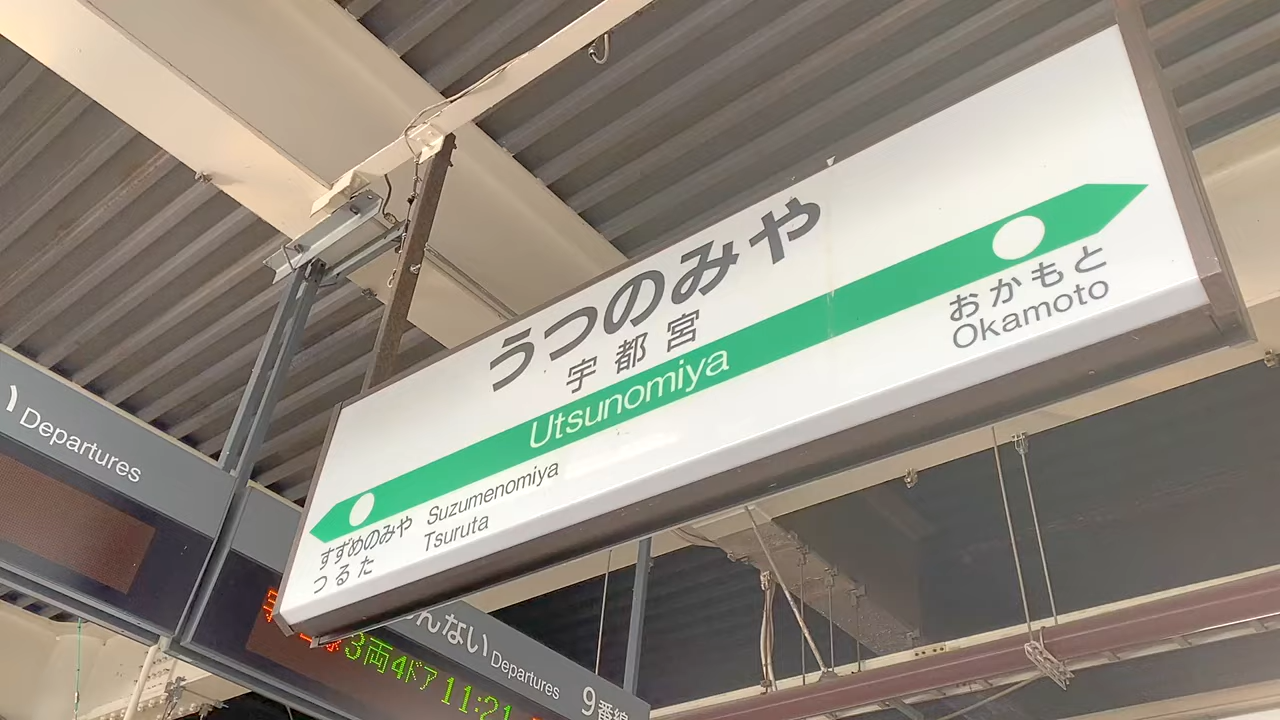 うつのみや
宇都宮
Utsunomiya
おかもと
Okamoto
すずめのみや Suzumenomiya
つるた Tsuruta
Departures
んない Departures 9番線
3両4ドア 11:21